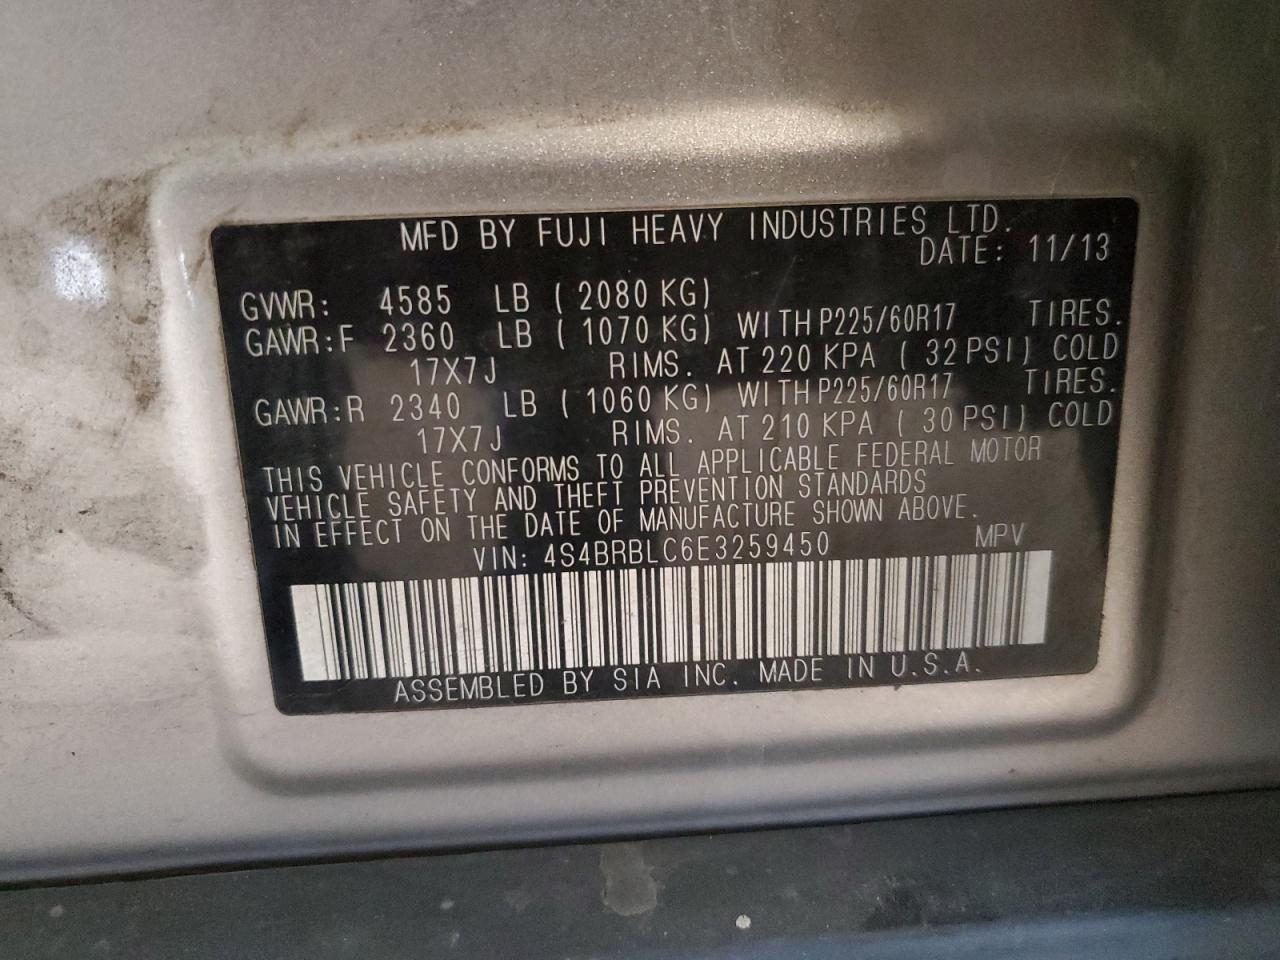 MFD BY FUJI HEAVY INDUSTRIES LTD.
DATE: 11/13
GVWR: 4585 LB ( 2080 KG)
GAWR:F 2360 LB ( 1070 KG) WITH P225/60R17 TIRES.
17X7J RIMS. AT 220 KPA ( 32 PSI) COLD
GAWR:R 2340 LB ( 1060 KG) WITH P225/60R17 TIRES.
17X7J RIMS. AT 210 KPA ( 30 PSI) COLD
THIS VEHICLE CONFORMS TO ALL APPLICABLE FEDERAL MOTOR
VEHICLE SAFETY AND THEFT PREVENTION STANDARDS
IN EFFECT ON THE DATE OF MANUFACTURE SHOWN ABOVE.
VIN: 4S4BRBLC6E3259450 MPV
ASSEMBLED BY SIA INC. MADE IN U.S.A.